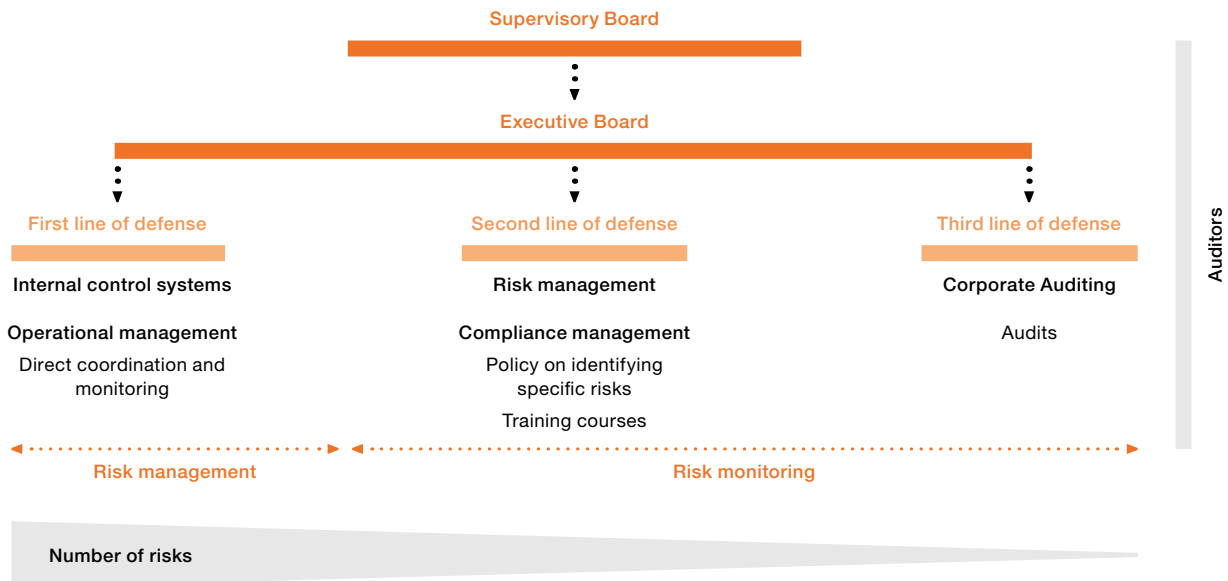 Supervisory Board
Executive Board
First line of defense
Internal control systems
Operational management
Direct coordination and
monitoring
Second line of defense
Risk management
Compliance management
Policy on identifying
specific risks
Training courses
Third line of defense
Corporate Auditing
Audits
Auditors
Risk management
Risk monitoring
Number of risks